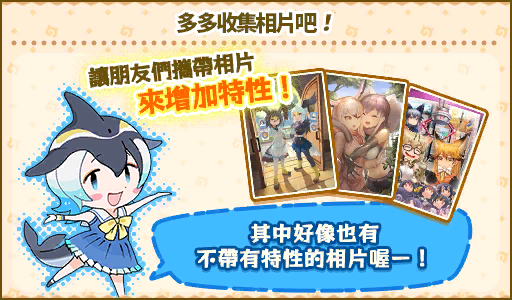 多多收集相片吧！
讓朋友們攜帶相片
來增加特性！
其中好像也有
不帶有特性的相片喔ー！